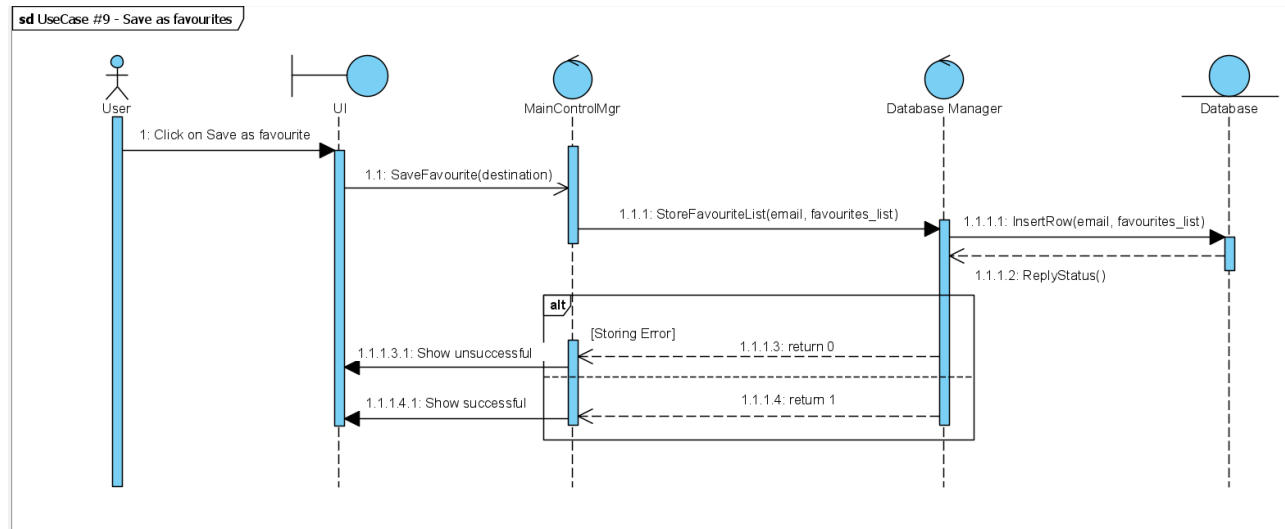 sd UseCase #9 - Save as favourites
User
UI
MainControlMgr
Database Manager
Database
1: Click on Save as favourite
1.1: SaveFavourite(destination)
1.1.1: StoreFavouriteList(email, favourites_list)
1.1.1.1: InsertRow(email, favourites_list)
1.1.1.2: ReplyStatus()
alt
[Storing Error]
1.1.1.3: return 0
1.1.1.3.1: Show unsuccessful
1.1.1.4: return 1
1.1.1.4.1: Show successful